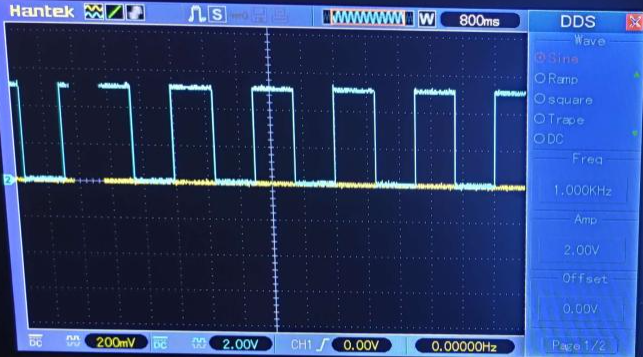 Hantek S W 800ms DDS
Wave
Sine
Ramp
square
Trape
DC
Freq
1.000KHz
Amp
2.00V
Offset
0.00V
Page 1/2
2
DC 200mV DC 2.00V CH1 0.00V 0.00000Hz